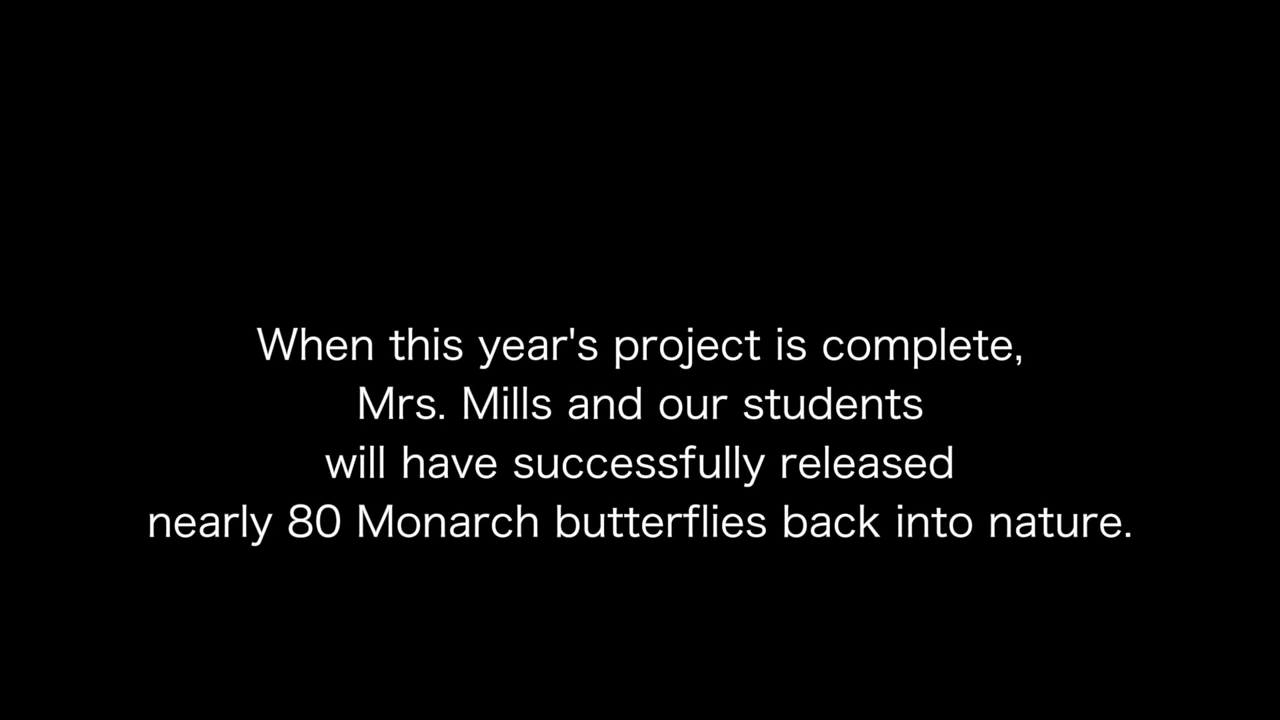 When this year's project is complete,
Mrs. Mills and our students
will have successfully released
nearly 80 Monarch butterflies back into nature.